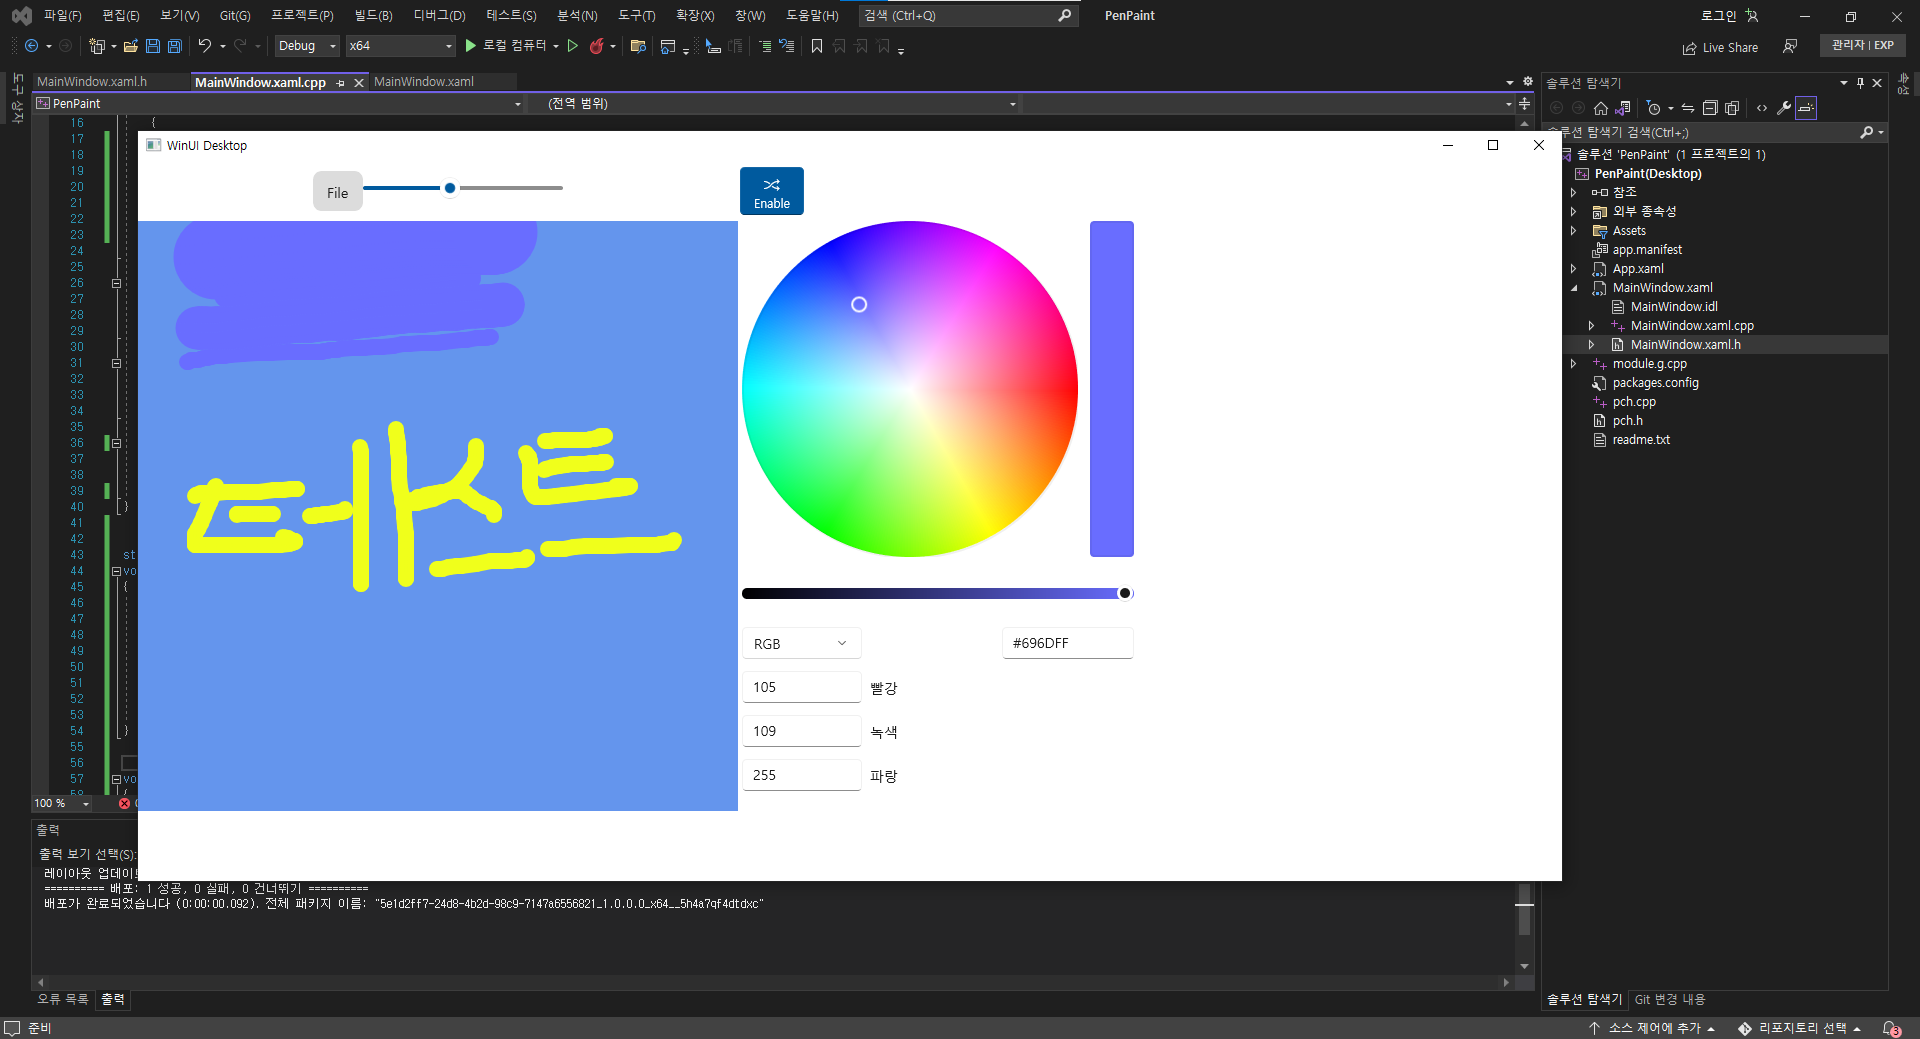 파일(F) 편집(E) 보기(V) Git(G) 프로젝트(P) 빌드(B) 디버그(D) 테스트(S) 분석(N) 도구(T) 확장(X) 창(W) 도움말(H) 검색 (Ctrl+Q) PenPaint 로그인
Debug x64 로컬 컴퓨터 Live Share 관리자 | EXP
도구 상자
MainWindow.xaml.h MainWindow.xaml.cpp MainWindow.xaml
PenPaint (전역 범위)
16 {
17
18
19
20
21
22
23
24
25
26
27
28
29
30
31
32
33
34
35
36
37
38
39
40 }
41
42
43 st
44 vo
45 {
46
47
48
49
50
51
52
53
54 }
55
56
57 vo
58 {
100 %
WinUI Desktop
File
Enable
테스트
RGB #696DFF
105 빨강
109 녹색
255 파랑
출력
출력 보기 선택(S):
레이아웃 업데이트
========== 배포: 1 성공, 0 실패, 0 건너뛰기 ==========
배포가 완료되었습니다 (0:00:00.092). 전체 패키지 이름: "5e1d2ff7-24d8-4b2d-98c9-7147a6556821_1.0.0.0_x64__5h4a7qf4dtdxc"
오류 목록 출력
솔루션 탐색기
솔루션 탐색기 검색(Ctrl+;)
솔루션 'PenPaint' (1 프로젝트의 1)
PenPaint(Desktop)
참조
외부 종속성
Assets
app.manifest
App.xaml
MainWindow.xaml
MainWindow.idl
MainWindow.xaml.cpp
MainWindow.xaml.h
module.g.cpp
packages.config
pch.cpp
pch.h
readme.txt
솔루션 탐색기 Git 변경 내용
속성
준비 소스 제어에 추가 리포지토리 선택 3